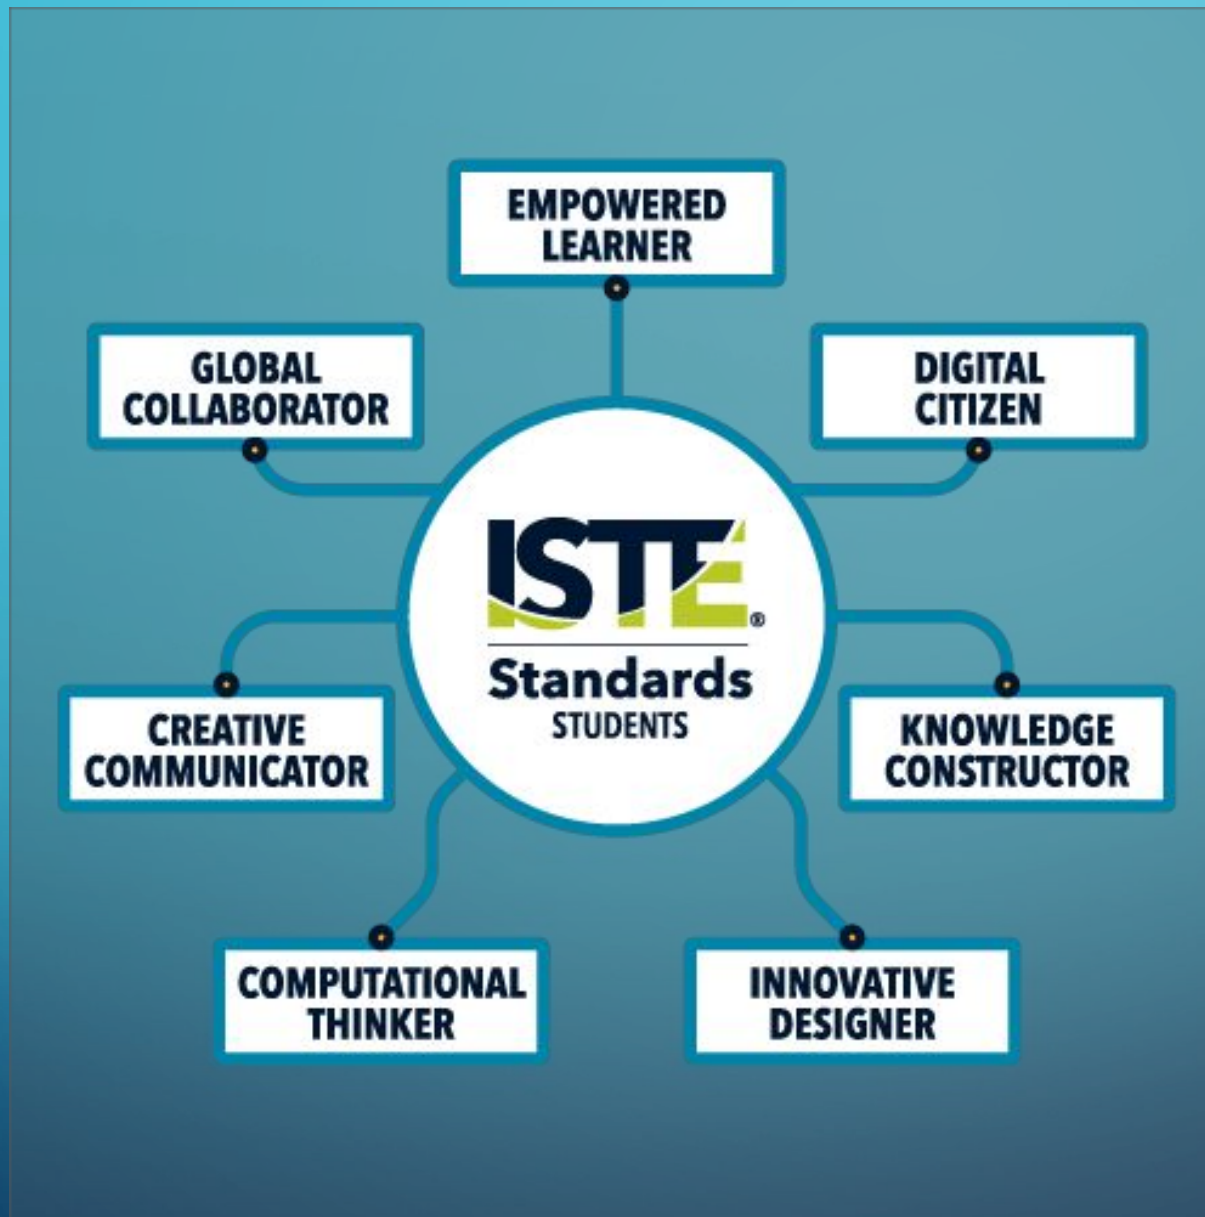 EMPOWERED
LEARNER
GLOBAL
COLLABORATOR
DIGITAL
CITIZEN
ISTE®
Standards
STUDENTS
CREATIVE
COMMUNICATOR
KNOWLEDGE
CONSTRUCTOR
COMPUTATIONAL
THINKER
INNOVATIVE
DESIGNER